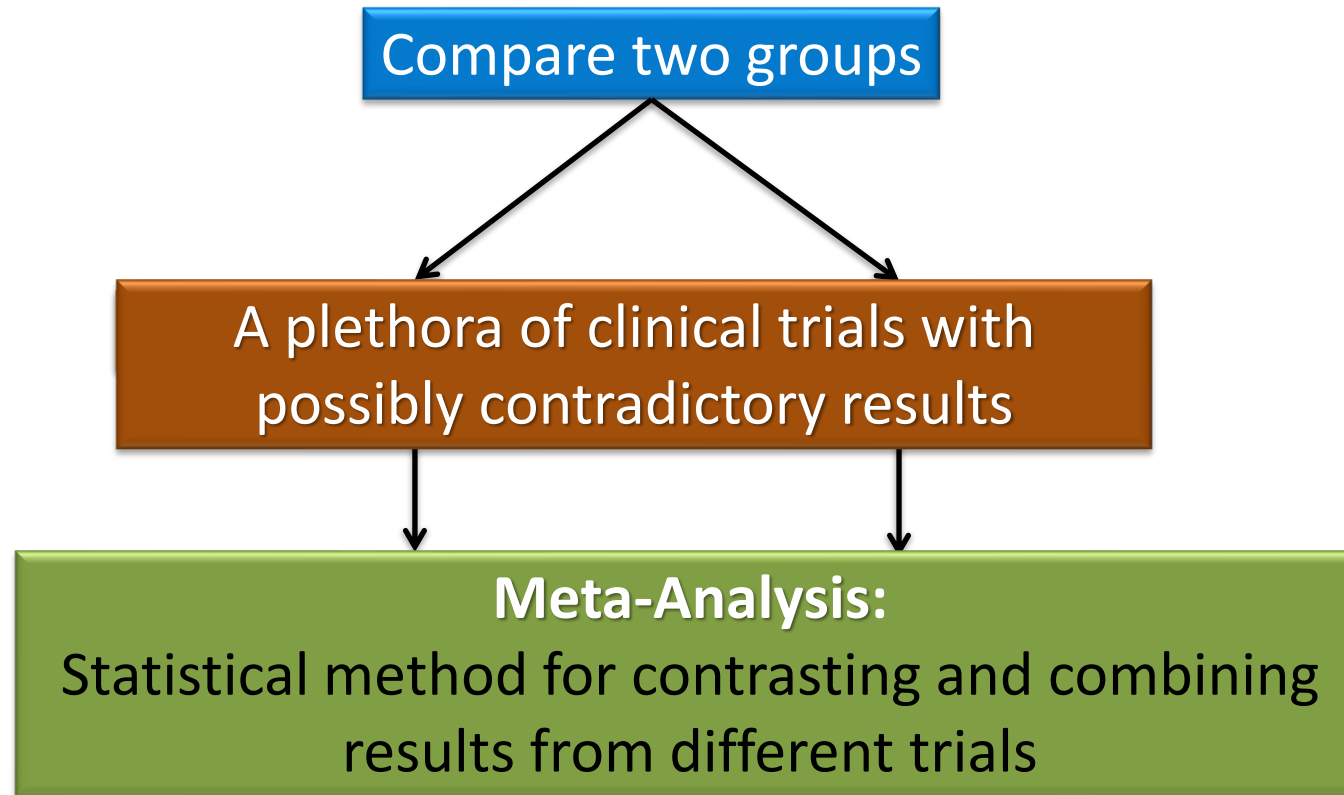 Compare two groups
A plethora of clinical trials with
possibly contradictory results
Meta-Analysis:
Statistical method for contrasting and combining
results from different trials